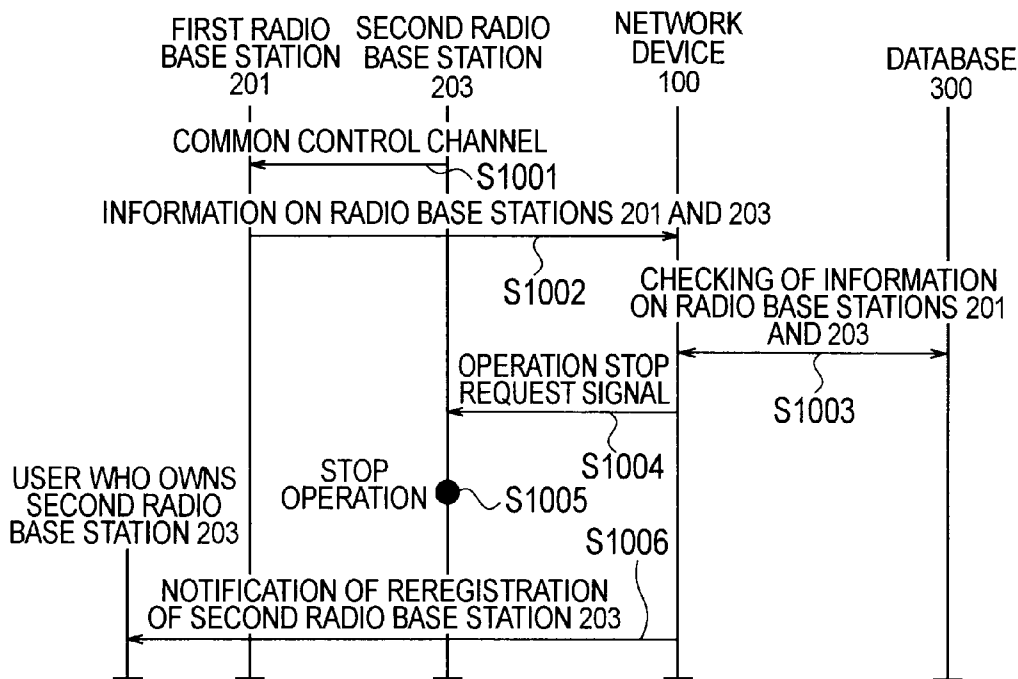 FIRST RADIO
BASE STATION
201
SECOND RADIO
BASE STATION
203
NETWORK
DEVICE
100
DATABASE
300
COMMON CONTROL CHANNEL
S1001
INFORMATION ON RADIO BASE STATIONS 201 AND 203
S1002
CHECKING OF INFORMATION
ON RADIO BASE STATIONS 201
AND 203
S1003
OPERATION STOP
REQUEST SIGNAL
S1004
STOP
OPERATION
S1005
USER WHO OWNS
SECOND RADIO
BASE STATION 203
S1006
NOTIFICATION OF REREGISTRATION
OF SECOND RADIO BASE STATION 203